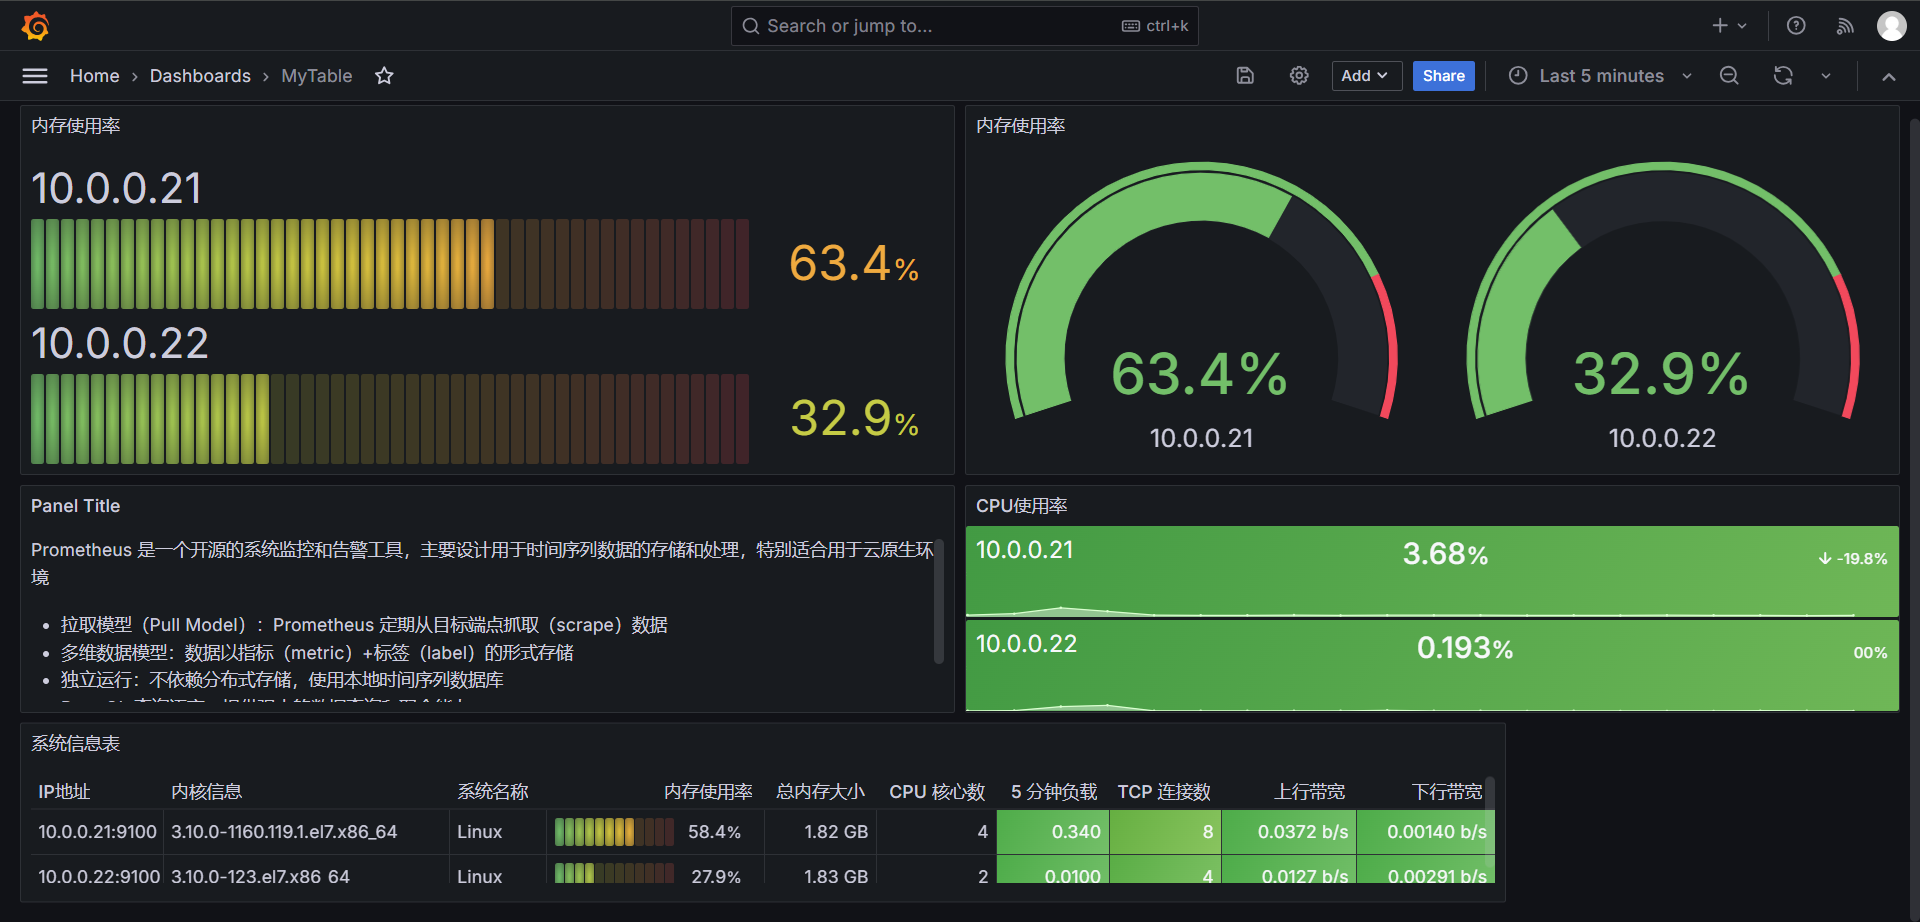 Search or jump to...
ctrl+k
Home › Dashboards › MyTable
Add
Share
Last 5 minutes
内存使用率
10.0.0.21
63.4%
10.0.0.22
32.9%
内存使用率
63.4%
10.0.0.21
32.9%
10.0.0.22
Panel Title
Prometheus 是一个开源的系统监控和告警工具，主要设计用于时间序列数据的存储和处理，特别适合用于云原生环
境
• 拉取模型（Pull Model）：Prometheus 定期从目标端点抓取（scrape）数据
• 多维数据模型：数据以指标（metric）+标签（label）的形式存储
• 独立运行：不依赖分布式存储，使用本地时间序列数据库
CPU使用率
10.0.0.21
3.68%
-19.8%
10.0.0.22
0.193%
00%
系统信息表
IP地址 内核信息 系统名称 内存使用率 总内存大小 CPU 核心数 5 分钟负载 TCP 连接数 上行带宽 下行带宽
10.0.0.21:9100 3.10.0-1160.119.1.el7.x86_64 Linux 58.4% 1.82 GB 4 0.340 8 0.0372 b/s 0.00140 b/s
10.0.0.22:9100 3.10.0-123.el7.x86_64 Linux 27.9% 1.83 GB 2 0.0100 4 0.0127 b/s 0.00291 b/s